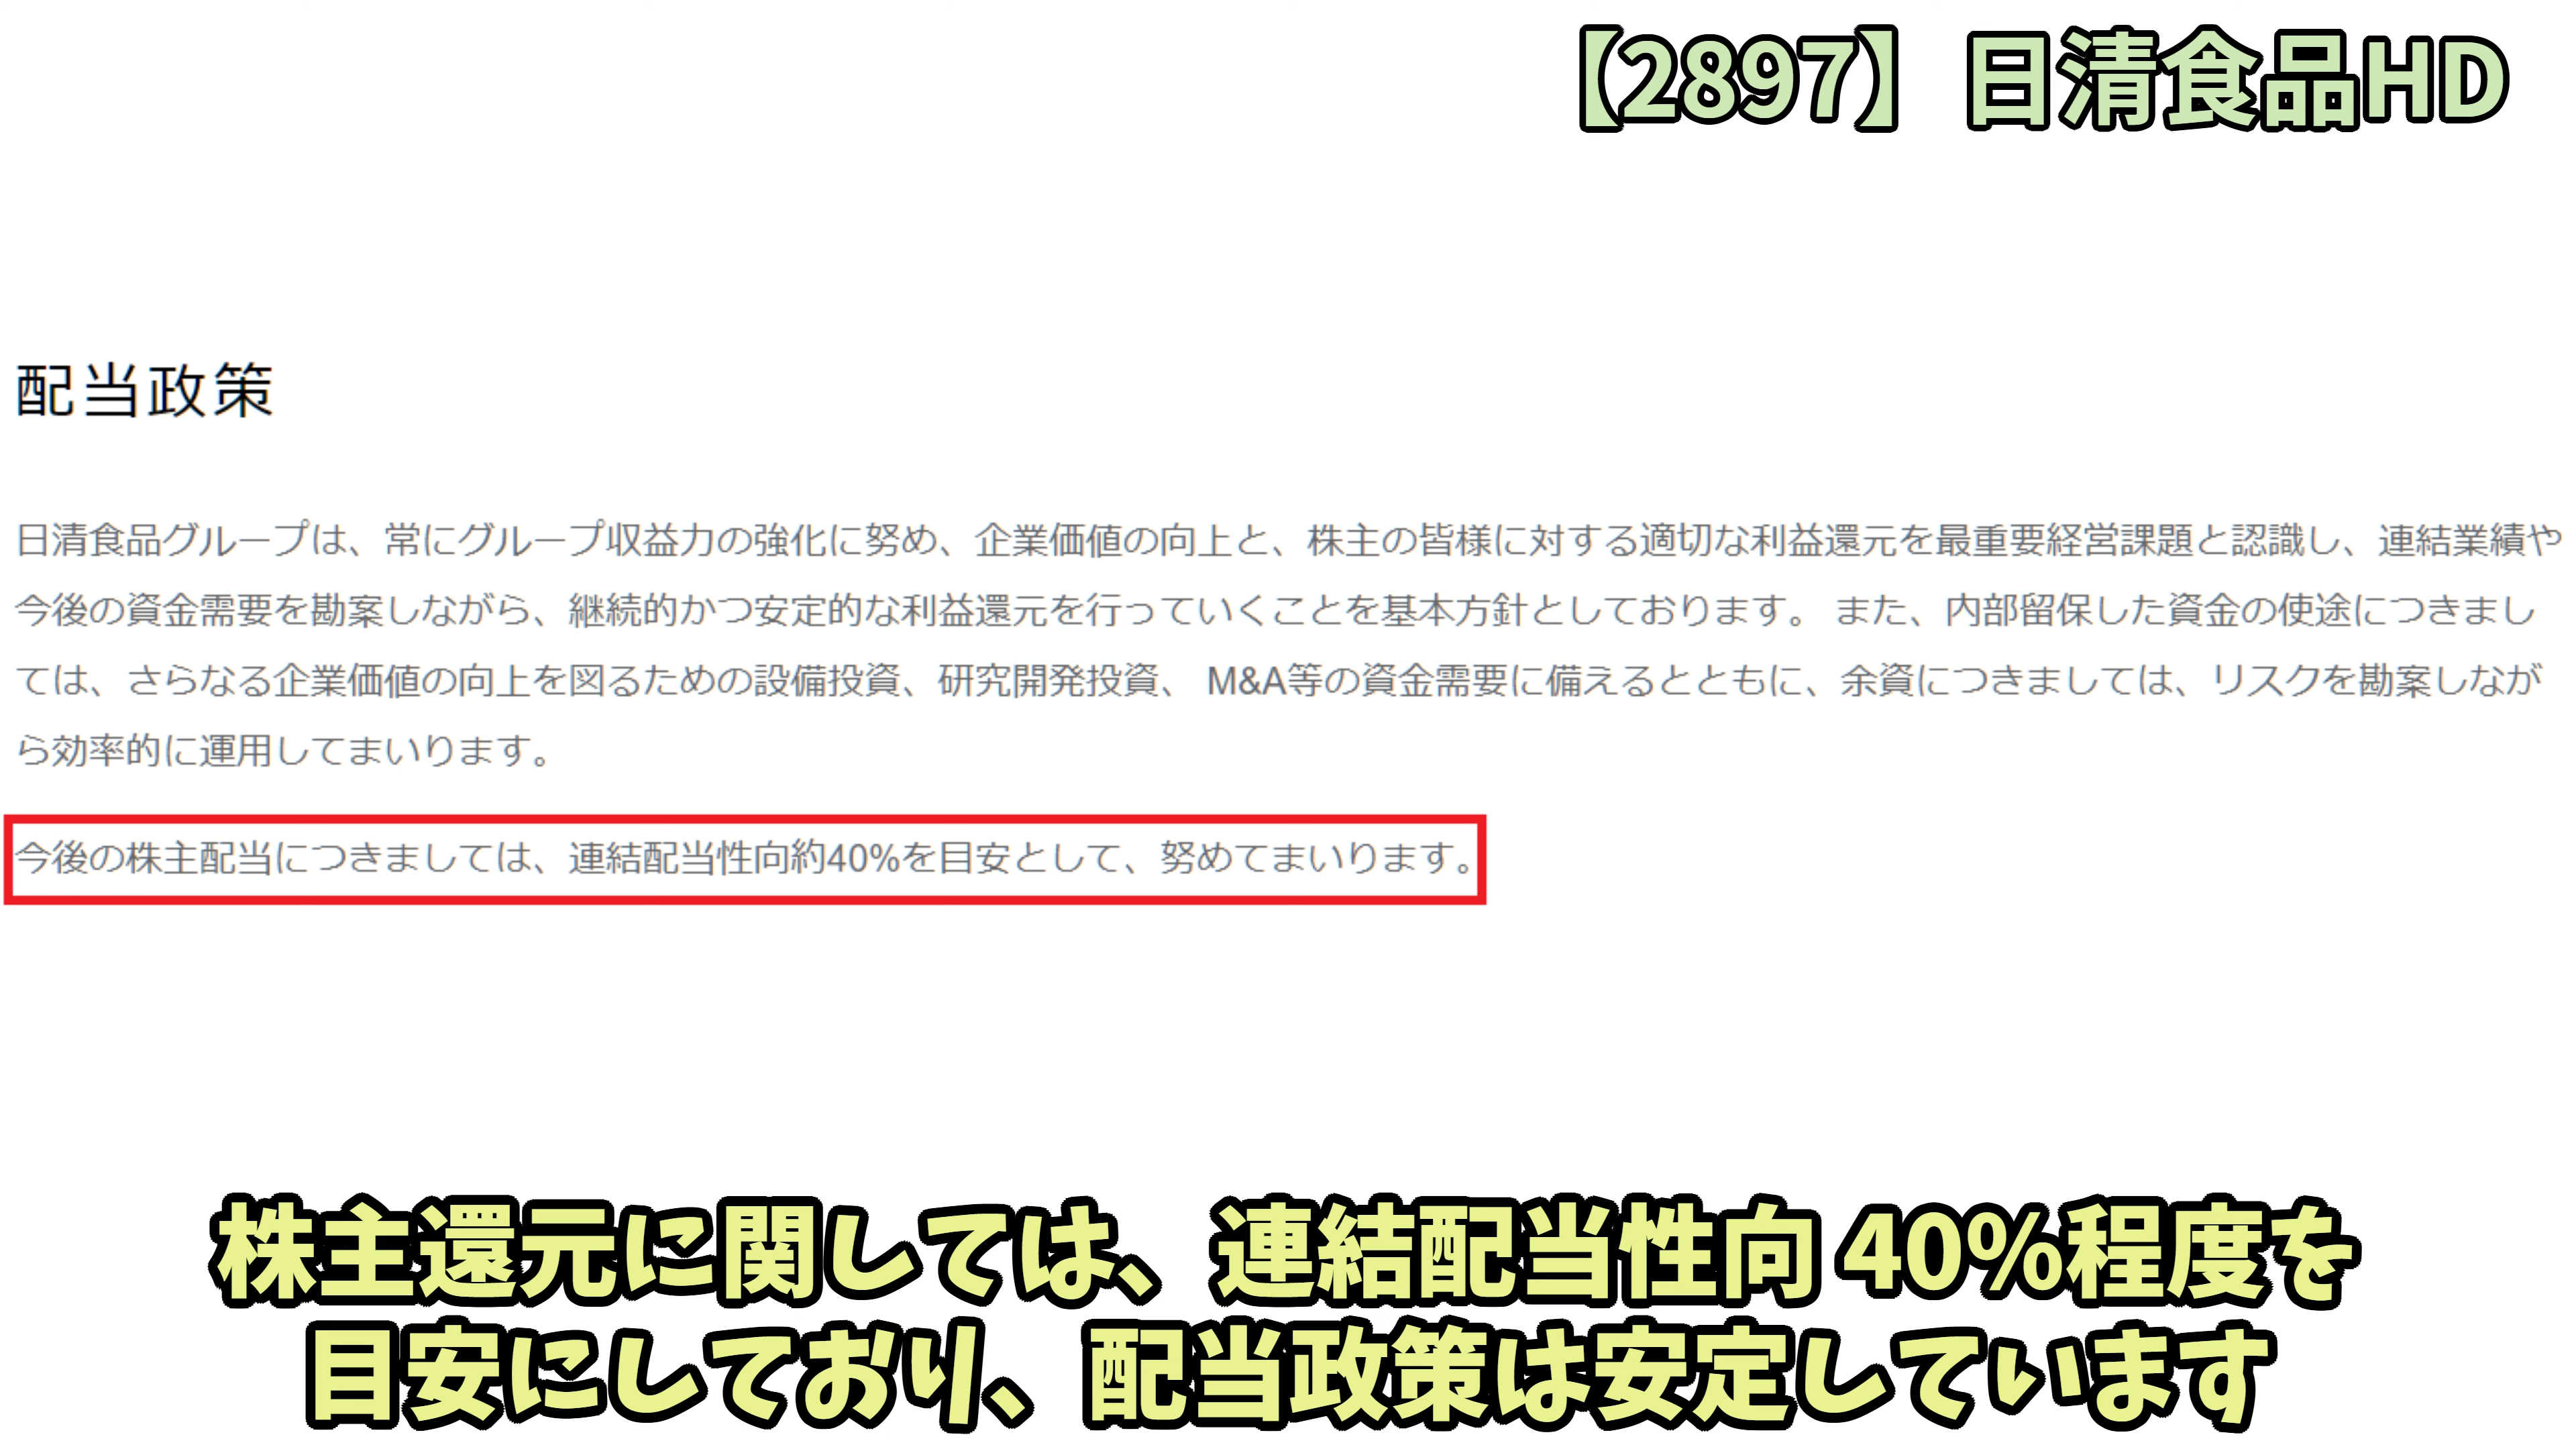 【2897】日清食品HD
配当政策
日清食品グループは、常にグループ収益力の強化に努め、企業価値の向上と、株主の皆様に対する適切な利益還元を最重要経営課題と認識し、連結業績や
今後の資金需要を勘案しながら、継続的かつ安定的な利益還元を行っていくことを基本方針としております。 また、内部留保した資金の使途につきまし
ては、さらなる企業価値の向上を図るための設備投資、研究開発投資、 M&A等の資金需要に備えるとともに、余資につきましては、リスクを勘案しなが
ら効率的に運用してまいります。
今後の株主配当につきましては、連結配当性向約40%を目安として、努めてまいります。
株主還元に関しては、連結配当性向 40%程度を
目安にしており、配当政策は安定しています